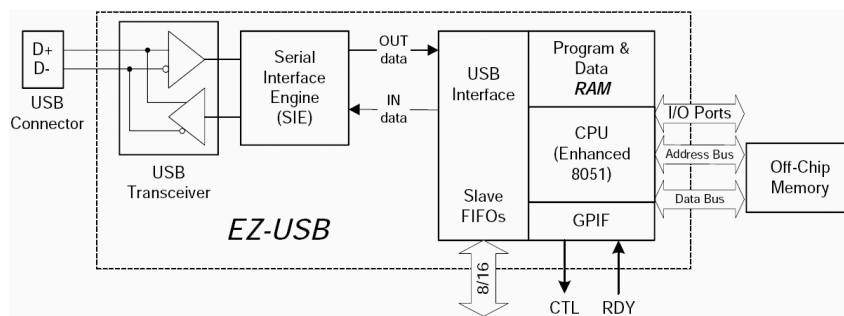 D+
D-
USB
Connector
USB
Transceiver
Serial
Interface
Engine
(SIE)
OUT
data
IN
data
USB
Interface
Slave
FIFOs
Program &
Data
RAM
CPU
(Enhanced
8051)
GPIF
I/O Ports
Address Bus
Data Bus
Off-Chip
Memory
EZ-USB
8/16
CTL
RDY